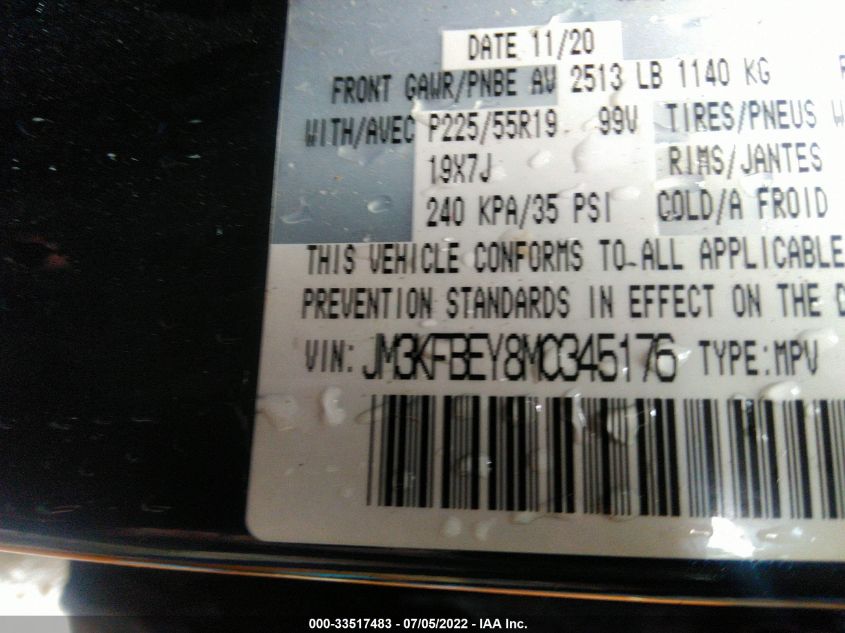 DATE 11/20
FRONT GAWR/PNBE AV 2513 LB 1140 KG
WITH/AVEC P225/55R19 99V TIRES/PNEUS
19X7J RIMS/JANTES
240 KPA/35 PSI COLD/A FROID
THIS VEHICLE CONFORMS TO ALL APPLICABLE
PREVENTION STANDARDS IN EFFECT ON THE
VIN: JM3KFBEY8M0345176 TYPE:MPV
000-33517483 - 07/05/2022 - IAA Inc.